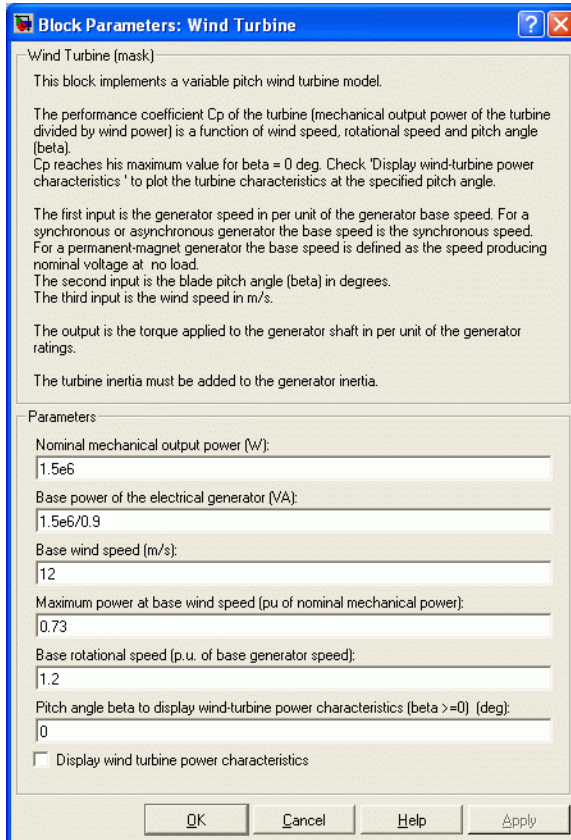 Block Parameters: Wind Turbine
Wind Turbine (mask)
This block implements a variable pitch wind turbine model.
The performance coefficient Cp of the turbine (mechanical output power of the turbine
divided by wind power) is a function of wind speed, rotational speed and pitch angle
(beta).
Cp reaches his maximum value for beta = 0 deg. Check 'Display wind-turbine power
characteristics ' to plot the turbine characteristics at the specified pitch angle.
The first input is the generator speed in per unit of the generator base speed. For a
synchronous or asynchronous generator the base speed is the synchronous speed.
For a permanent-magnet generator the base speed is defined as the speed producing
nominal voltage at no load.
The second input is the blade pitch angle (beta) in degrees.
The third input is the wind speed in m/s.
The output is the torque applied to the generator shaft in per unit of the generator
ratings.
The turbine inertia must be added to the generator inertia.
Parameters
Nominal mechanical output power (W):
1.5e6
Base power of the electrical generator (VA):
1.5e6/0.9
Base wind speed (m/s):
12
Maximum power at base wind speed (pu of nominal mechanical power):
0.73
Base rotational speed (p.u. of base generator speed):
1.2
Pitch angle beta to display wind-turbine power characteristics (beta >=0) (deg):
0
Display wind turbine power characteristics
OK Cancel Help Apply